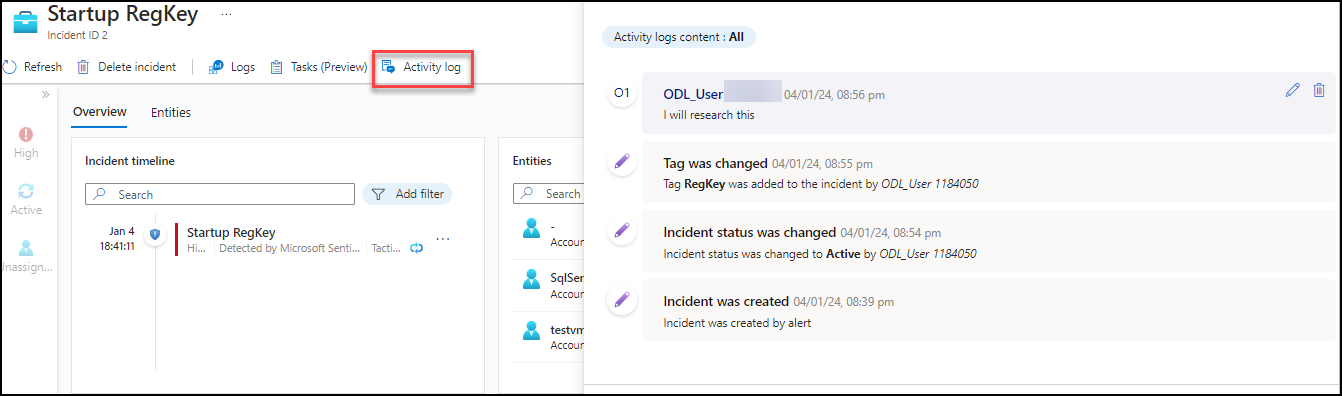 Startup RegKey ...
Incident ID 2
Refresh Delete incident Logs Tasks (Preview) Activity log
»
High
Active
Unassign...
Overview Entities
Incident timeline
Search
Add filter
Jan 4
18:41:11
Startup RegKey
Hi... Detected by Microsoft Senti... Tacti...
...
Entities
Search
-
Accour
SqlSer
Accour
testvm
Accour
Activity logs content : All
O1
ODL_User 04/01/24, 08:56 pm
I will research this
Tag was changed 04/01/24, 08:55 pm
Tag RegKey was added to the incident by ODL_User 1184050
Incident status was changed 04/01/24, 08:54 pm
Incident status was changed to Active by ODL_User 1184050
Incident was created 04/01/24, 08:39 pm
Incident was created by alert